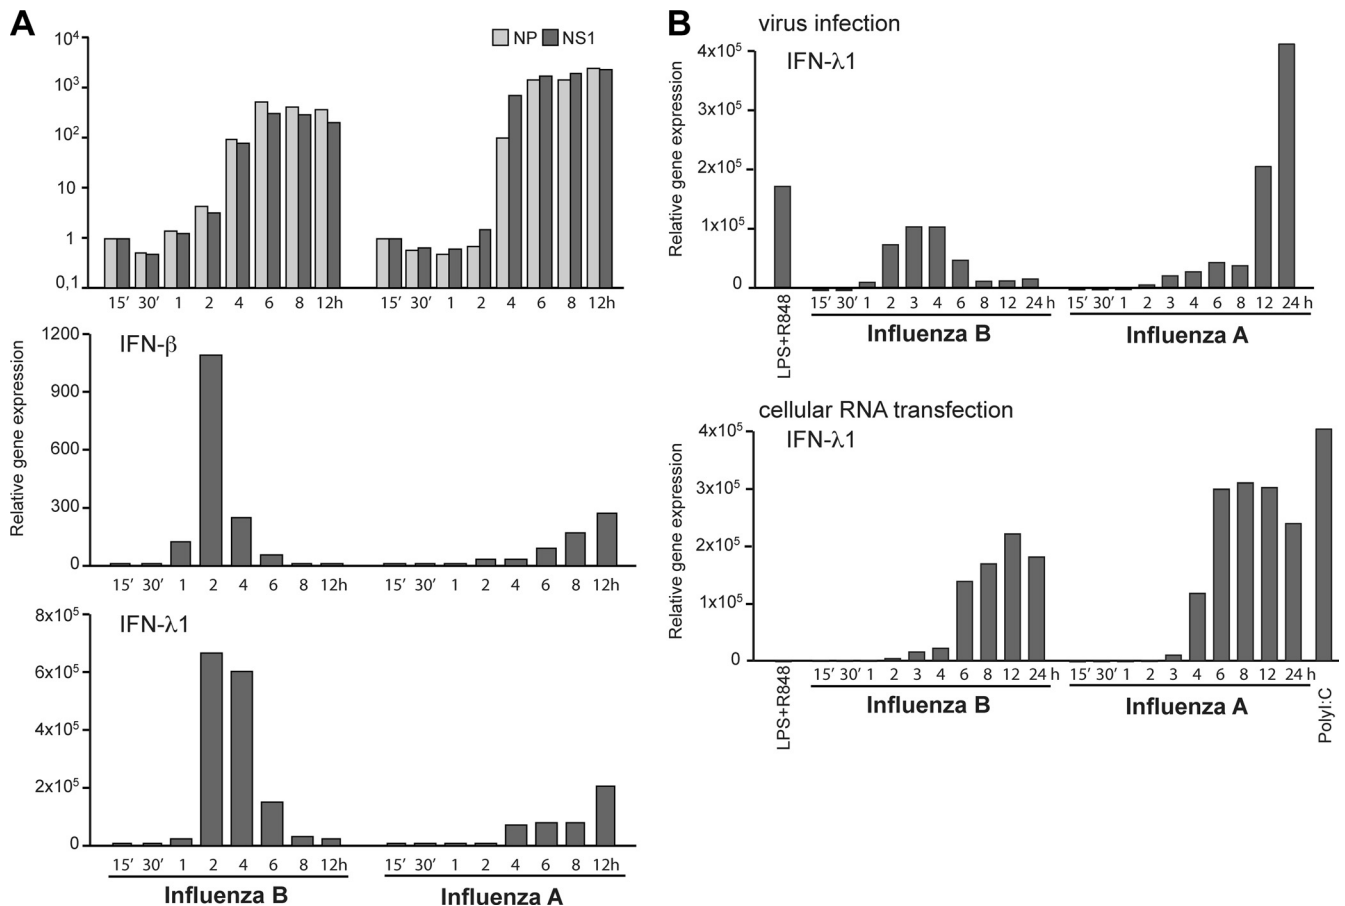 A
NP NS1
10⁴
10³
10²
10
1
0,1
15′ 30′ 1 2 4 6 8 12h 15′ 30′ 1 2 4 6 8 12h
Relative gene expression
IFN-β
1200
900
600
300
0
15′ 30′ 1 2 4 6 8 12h 15′ 30′ 1 2 4 6 8 12h
IFN-λ1
8x10⁵
6x10⁵
4x10⁵
2x10⁵
0
15′ 30′ 1 2 4 6 8 12h 15′ 30′ 1 2 4 6 8 12h
Influenza B Influenza A
B
virus infection
IFN-λ1
Relative gene expression
4x10⁵
3x10⁵
2x10⁵
1x10⁵
0
LPS+R848
15′ 30′ 1 2 3 4 6 8 12 24 h 15′ 30′ 1 2 3 4 6 8 12 24 h
Influenza B Influenza A
cellular RNA transfection
IFN-λ1
Relative gene expression
4x10⁵
3x10⁵
2x10⁵
1x10⁵
0
LPS+R848
15′ 30′ 1 2 3 4 6 8 12 24 h 15′ 30′ 1 2 3 4 6 8 12 24 h
PolyI:C
Influenza B Influenza A